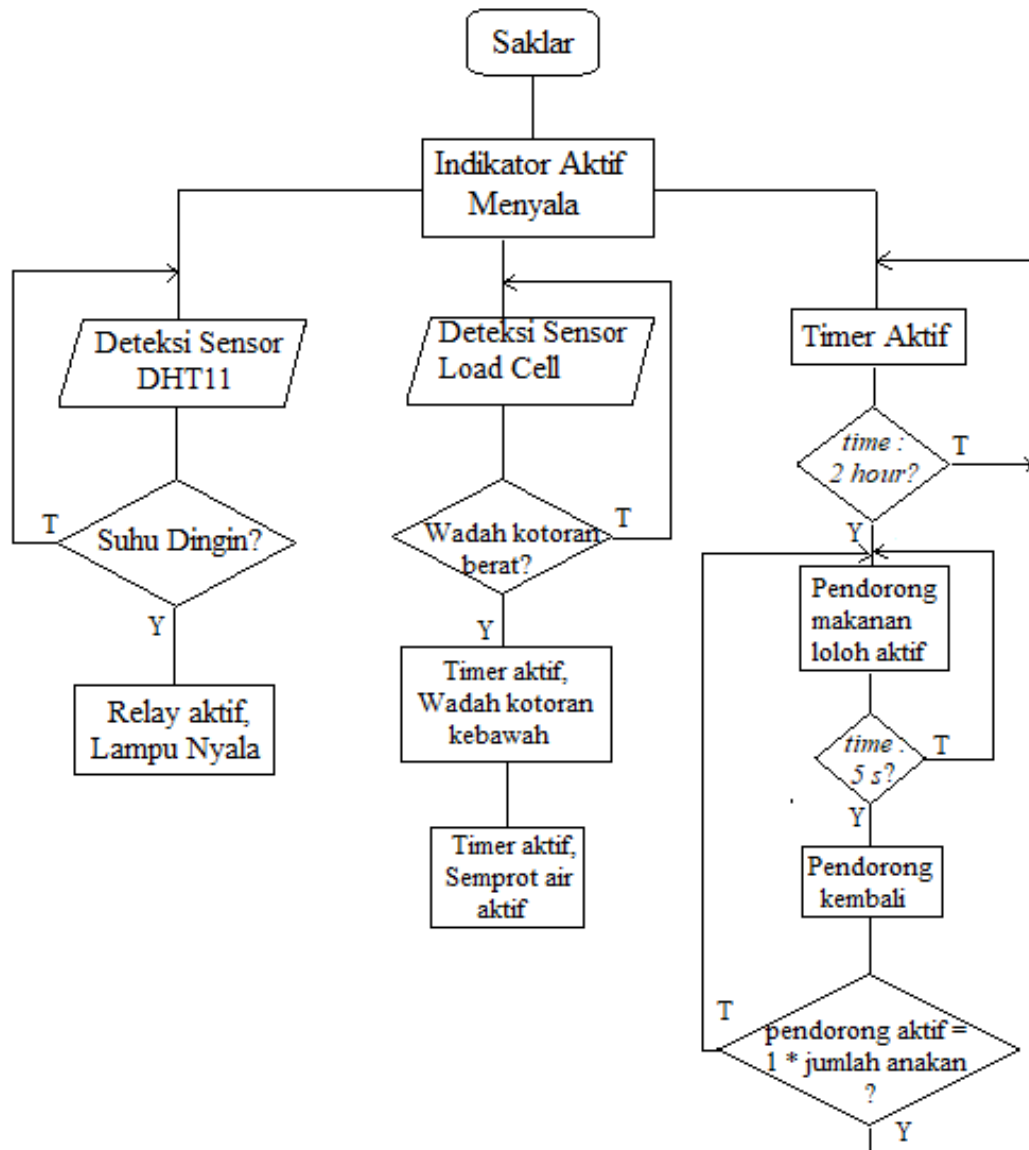 Saklar
Indikator Aktif
Menyala
Deteksi Sensor
DHT11
T
Suhu Dingin?
Y
Relay aktif,
Lampu Nyala
Deteksi Sensor
Load Cell
Wadah kotoran
berat?
T
Y
Timer aktif,
Wadah kotoran
kebawah
Timer aktif,
Semprot air
aktif
Timer Aktif
time :
2 hour?
T
Y
Pendorong
makanan
loloh aktif
time :
5 s?
T
Y
Pendorong
kembali
T
pendorong aktif =
1 * jumlah anakan
?
Y